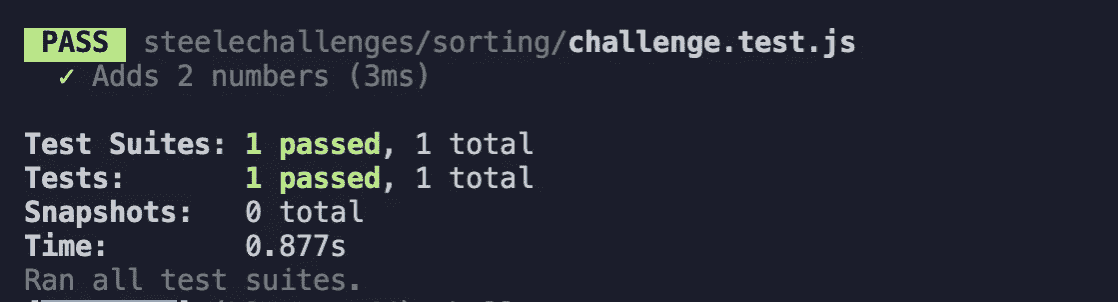 PASS steelechallenges/sorting/challenge.test.js
✓ Adds 2 numbers (3ms)
Test Suites: 1 passed, 1 total
Tests: 1 passed, 1 total
Snapshots: 0 total
Time: 0.877s
Ran all test suites.